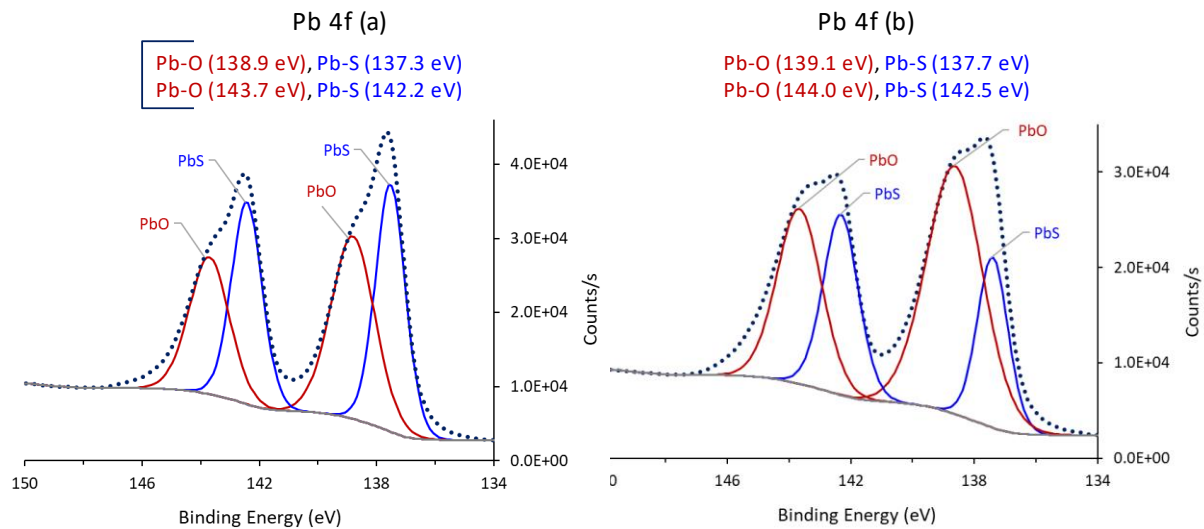 Pb 4f (a)
Pb-O (138.9 eV), Pb-S (137.3 eV)
Pb-O (143.7 eV), Pb-S (142.2 eV)
PbS
PbS
PbO
PbO
4.0E+04
3.0E+04
2.0E+04
1.0E+04
0.0E+00
Counts/s
150
146
142
138
134
Binding Energy (eV)
Pb 4f (b)
Pb-O (139.1 eV), Pb-S (137.7 eV)
Pb-O (144.0 eV), Pb-S (142.5 eV)
PbO
PbO
PbS
PbS
3.0E+04
2.0E+04
1.0E+04
0.0E+00
Counts/s
0
146
142
138
134
Binding Energy (eV)